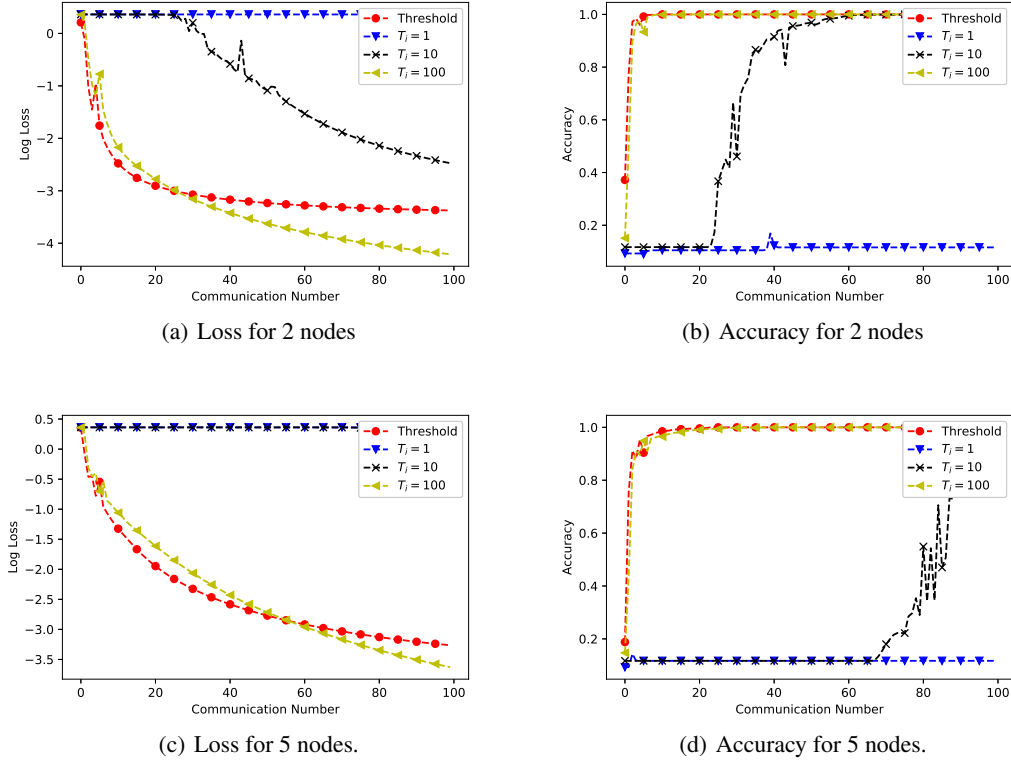 0
−1
−2
−3
−4
Log Loss
0 20 40 60 80 100
Communication Number
Threshold
T_i = 1
T_i = 10
T_i = 100
(a) Loss for 2 nodes
1.0
0.8
0.6
0.4
0.2
Accuracy
0 20 40 60 80 100
Communication Number
Threshold
T_i = 1
T_i = 10
T_i = 100
(b) Accuracy for 2 nodes
0.5
0.0
−0.5
−1.0
−1.5
−2.0
−2.5
−3.0
−3.5
Log Loss
0 20 40 60 80 100
Communication Number
Threshold
T_i = 1
T_i = 10
T_i = 100
(c) Loss for 5 nodes.
1.0
0.8
0.6
0.4
0.2
Accuracy
0 20 40 60 80 100
Communication Number
Threshold
T_i = 1
T_i = 10
T_i = 100
(d) Accuracy for 5 nodes.